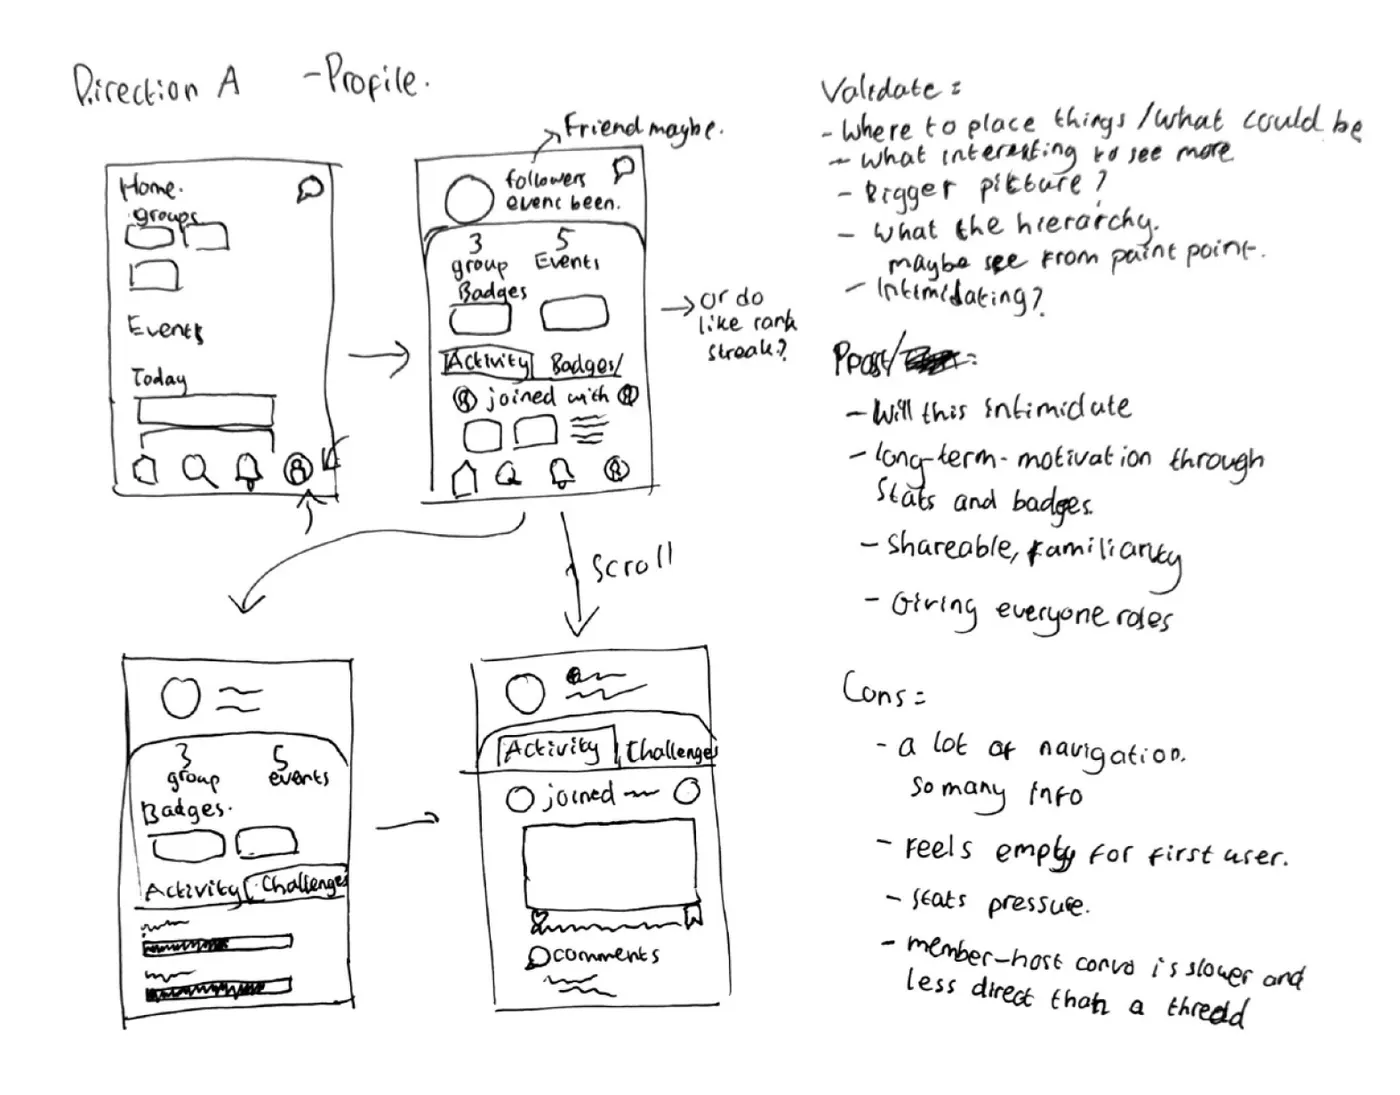 Direction A - Profile.
Friend maybe.
Home.
groups
Events
Today
followers
event been.
3 5
group Events
Badges
Activity Badges/
joined with
→ or do
like rank
streak?
Scroll
3 5
group events
Badges.
Activity Challenges
Activity Challenges
joined
comments
Validate =
- Where to place things / what could be
- what interesting to see more
- Bigger picture?
- what the hierarchy.
maybe see from paint point.
- Intimidating?
Pros/ =
- Will this intimidate
- long-term-motivation through
stats and badges.
- shareable, familiarity
- Giving everyone roles
Cons =
- a lot of navigation.
so many info
- Feels empty for first user.
- stats pressure.
- member-host convo is slower and
less direct than a thread